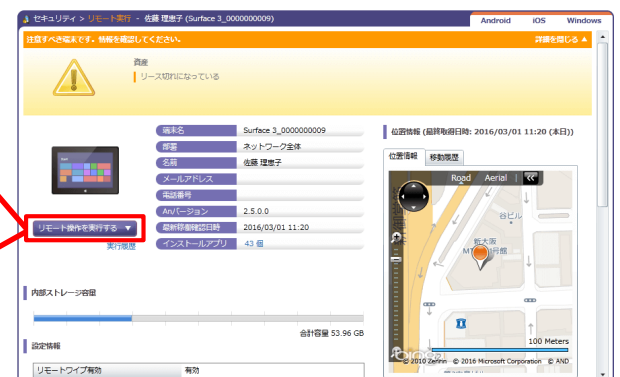 セキュリティ > リモート実行 - 佐藤 理恵子 (Surface 3_0000000009)
Android iOS Windows
注意すべき端末です。情報を確認してください。
詳細を閉じる ▲
資産
リース切れになっている
端末名 Surface 3_0000000009
部署 ネットワーク全体
名前 佐藤 理恵子
メールアドレス
電話番号
Anバージョン 2.5.0.0
最新稼働確認日時 2016/03/01 11:20
インストールアプリ 43 個
リモート操作を実行する ▼
実行履歴
位置情報 (最終取得日時: 2016/03/01 11:20 (本日))
位置情報 移動履歴
Road Aerial
谷ビル
新大阪
号館
100 Meters
© 2010 Zenrin © 2016 Microsoft Corporation © AND
内部ストレージ容量
合計容量 53.96 GB
設定情報
リモートワイプ有効 有効